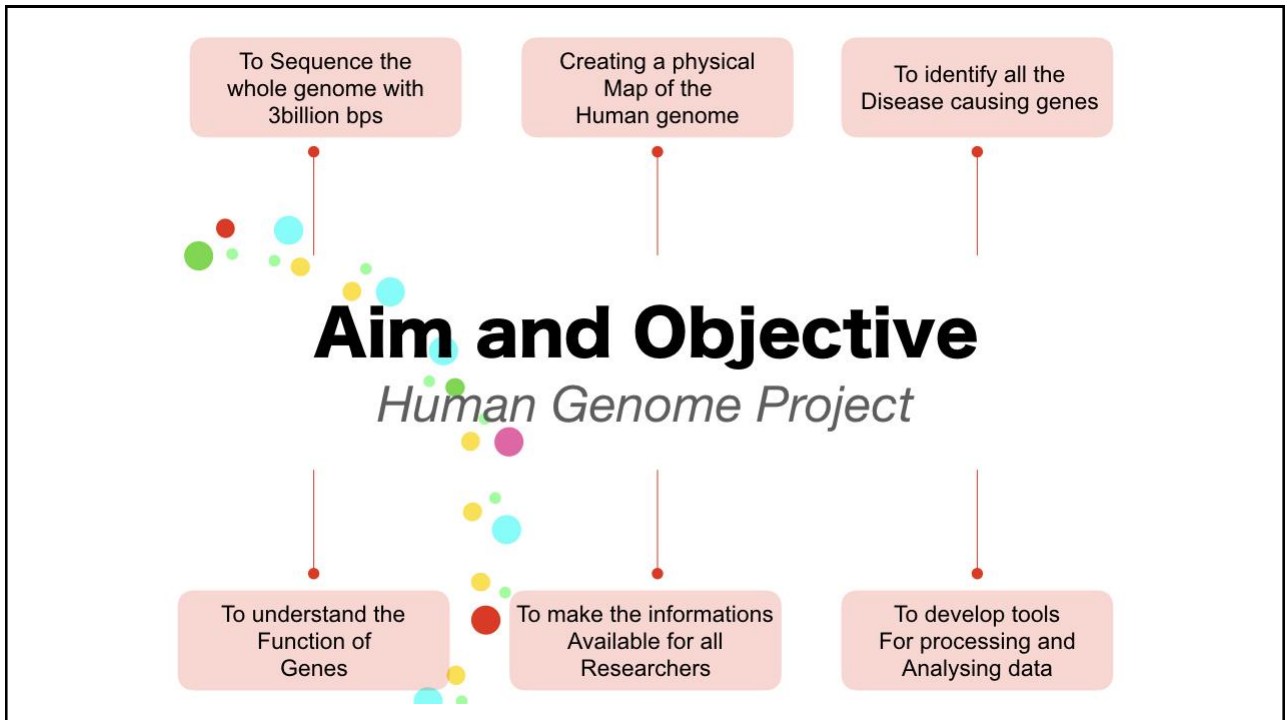 To Sequence the
whole genome with
3billion bps
Creating a physical
Map of the
Human genome
To identify all the
Disease causing genes
Aim and Objective
Human Genome Project
To understand the
Function of
Genes
To make the informations
Available for all
Researchers
To develop tools
For processing and
Analysing data